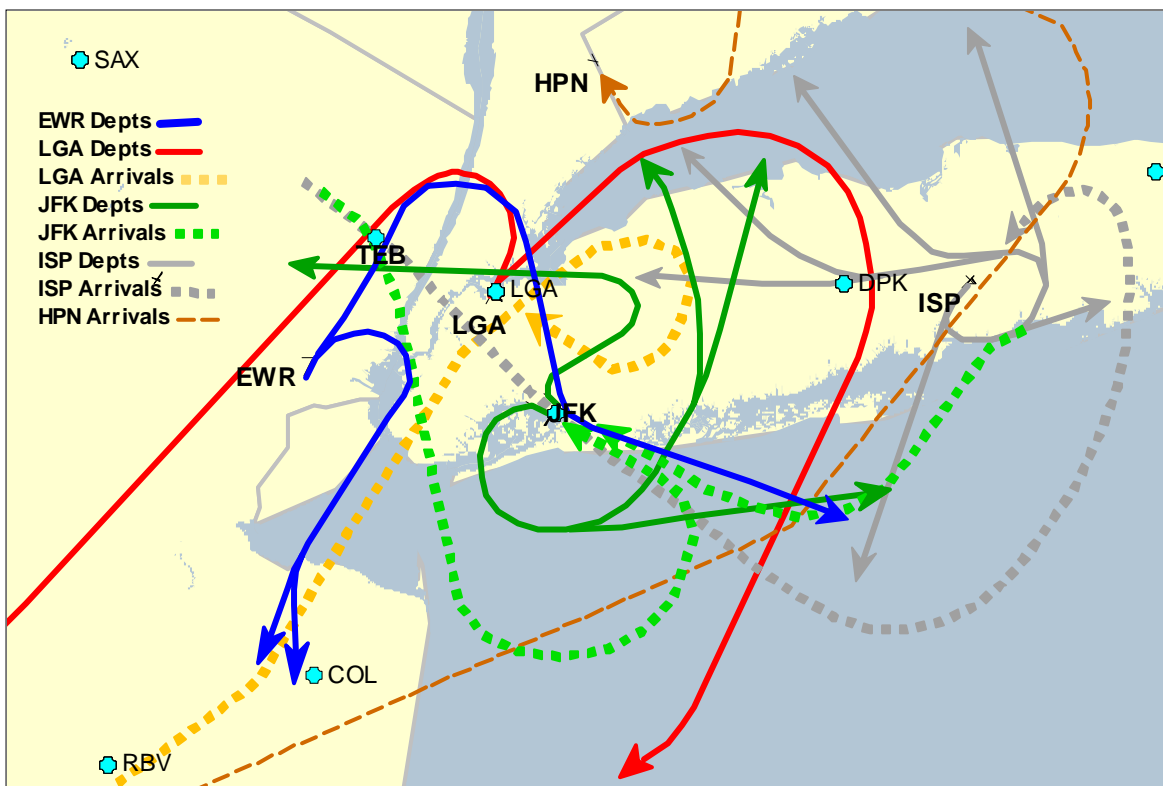 SAX
HPN
EWR Depts
LGA Depts
LGA Arrivals
JFK Depts
JFK Arrivals
ISP Depts
ISP Arrivals
HPN Arrivals
TEB
LGA
LGA
DPK
ISP
EWR
JFK
COL
RBV